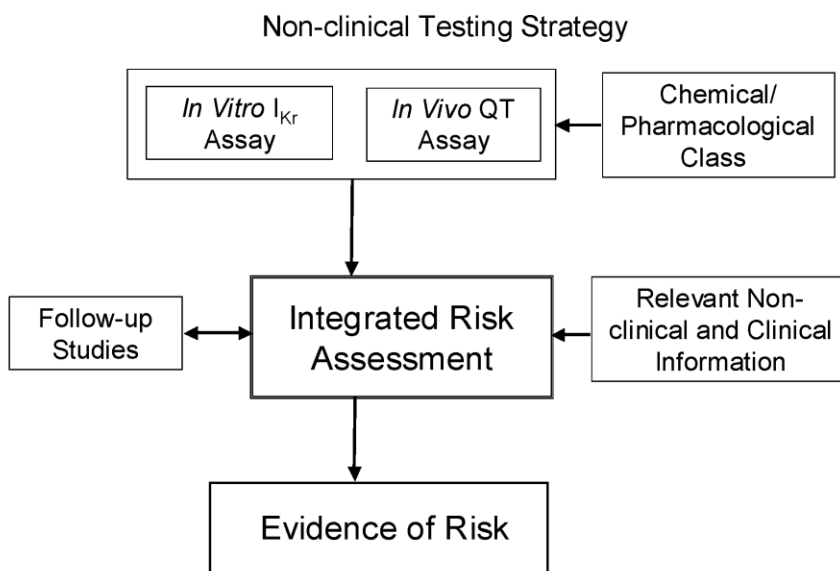 Non-clinical Testing Strategy
In Vitro IKr
Assay
In Vivo QT
Assay
Chemical/
Pharmacological
Class
Follow-up
Studies
Integrated Risk
Assessment
Relevant Non-
clinical and Clinical
Information
Evidence of Risk